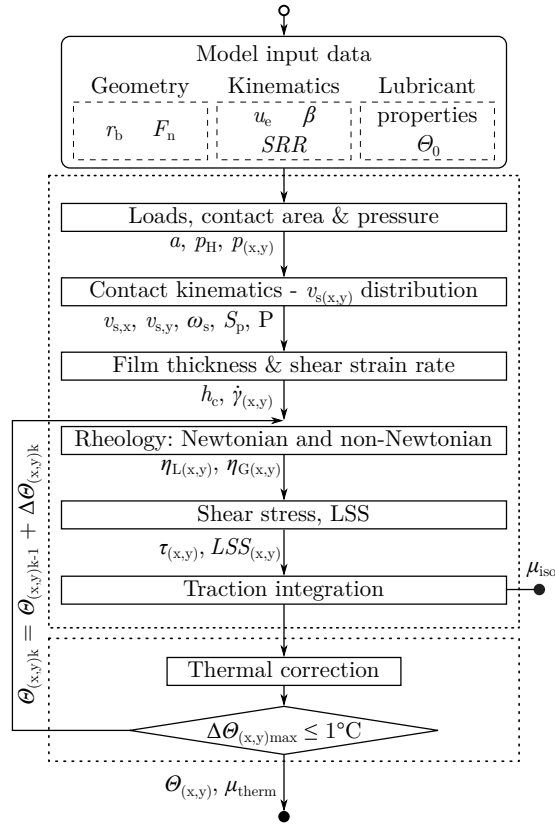 Model input data
Geometry Kinematics Lubricant
r_b F_n u_e β properties
SRR Θ_0
Loads, contact area & pressure
a, p_H, p_(x,y)
Contact kinematics - v_s(x,y) distribution
v_s,x, v_s,y, ω_s, S_p, P
Film thickness & shear strain rate
h_c, γ̇_(x,y)
Rheology: Newtonian and non-Newtonian
η_L(x,y), η_G(x,y)
Shear stress, LSS
τ_(x,y), LSS_(x,y)
Traction integration
μ_iso
Thermal correction
ΔΘ_(x,y)max ≤ 1°C
Θ_(x,y), μ_therm
Θ_(x,y)k = Θ_(x,y)k-1 + ΔΘ_(x,y)k